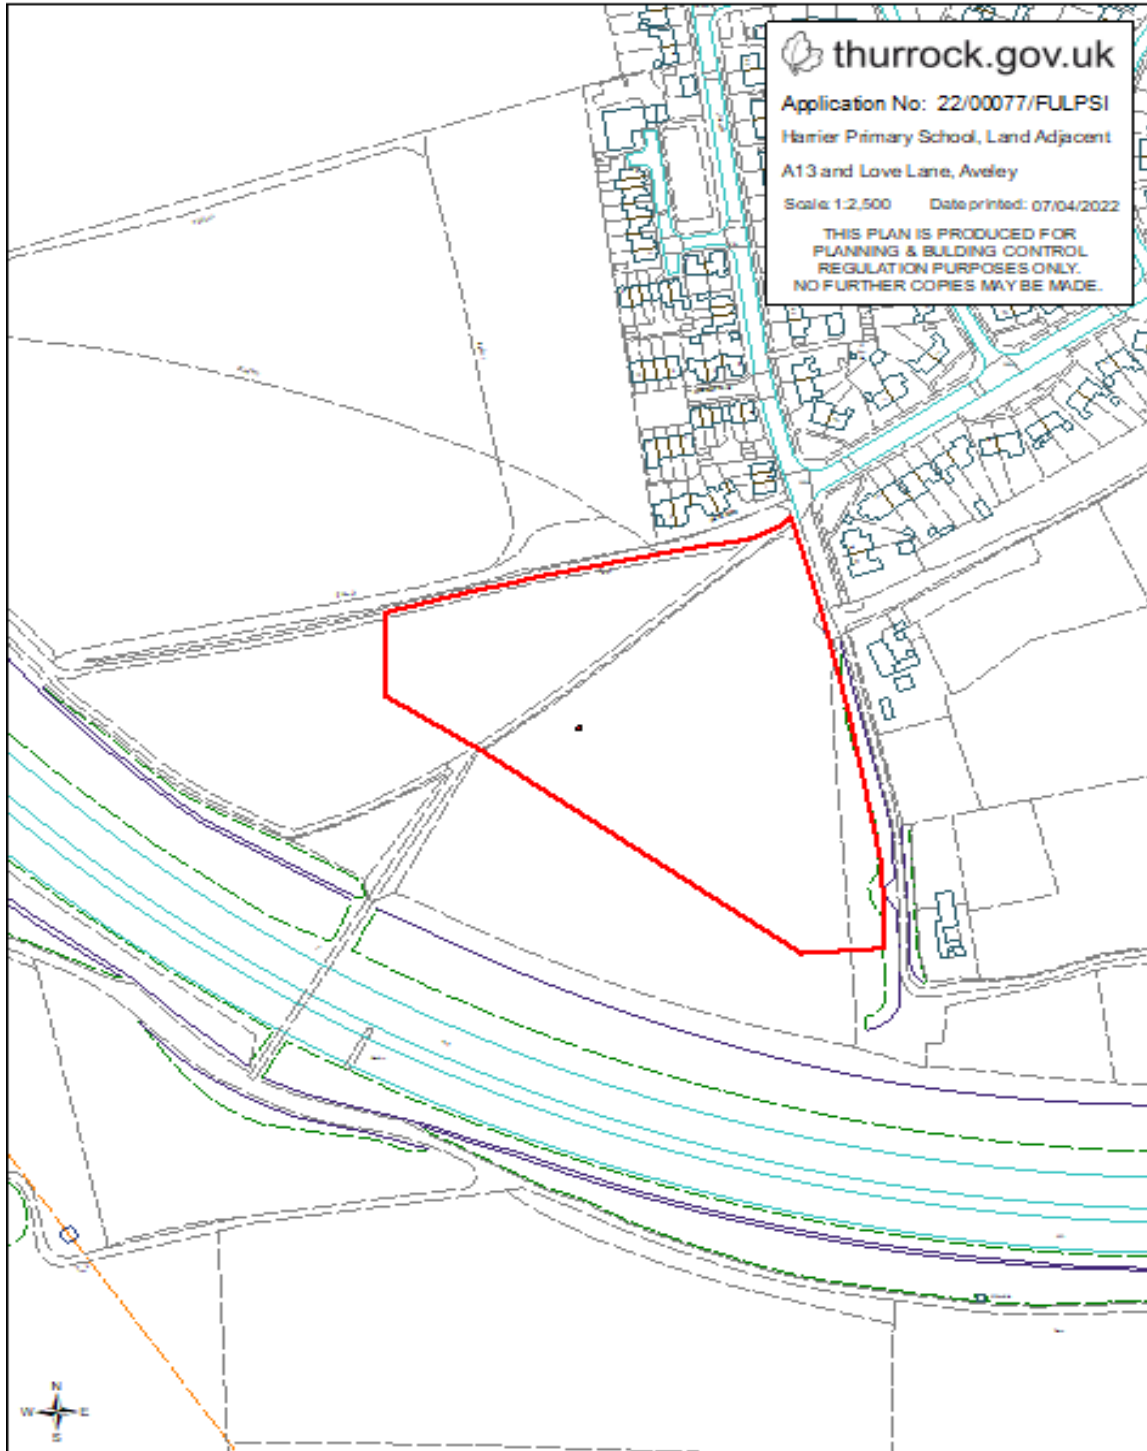 thurrock.gov.uk
Application No: 22/00077/FULPSI
Harrier Primary School, Land Adjacent
A13 and Love Lane, Aveley
Scale: 1:2,500 Date printed: 07/04/2022
THIS PLAN IS PRODUCED FOR
PLANNING & BULDING CONTROL
REGULATION PURPOSES ONLY.
NO FURTHER COPIES MAY BE MADE.
N
W E
S